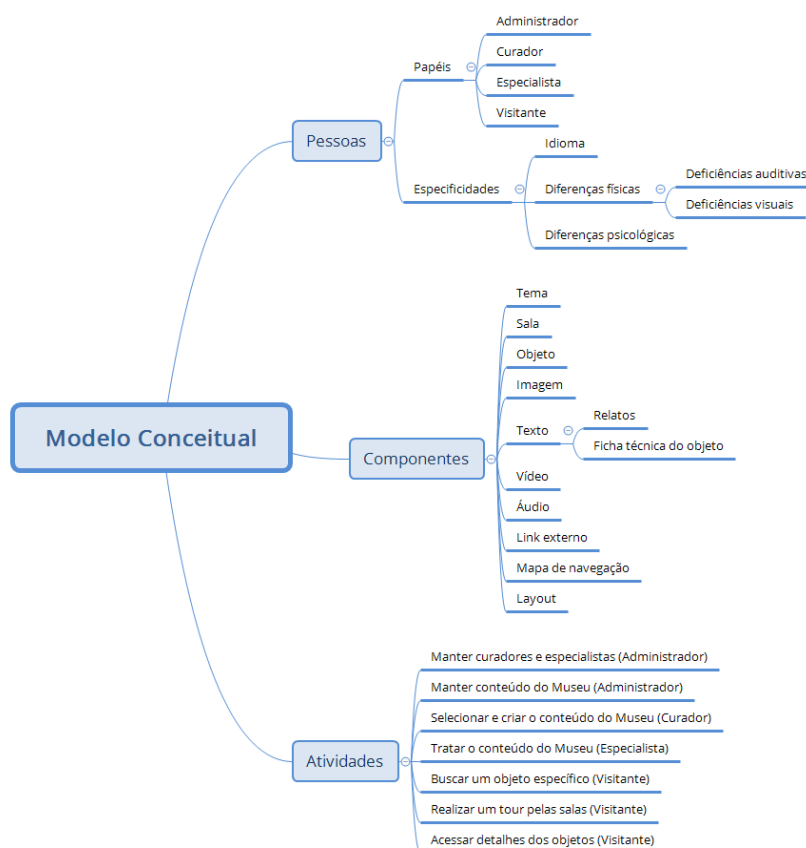 Modelo Conceitual
Pessoas
Papéis
Administrador
Curador
Especialista
Visitante
Especificidades
Idioma
Diferenças físicas
Deficiências auditivas
Deficiências visuais
Diferenças psicológicas
Componentes
Tema
Sala
Objeto
Imagem
Texto
Relatos
Ficha técnica do objeto
Vídeo
Áudio
Link externo
Mapa de navegação
Layout
Atividades
Manter curadores e especialistas (Administrador)
Manter conteúdo do Museu (Administrador)
Selecionar e criar o conteúdo do Museu (Curador)
Tratar o conteúdo do Museu (Especialista)
Buscar um objeto específico (Visitante)
Realizar um tour pelas salas (Visitante)
Acessar detalhes dos objetos (Visitante)